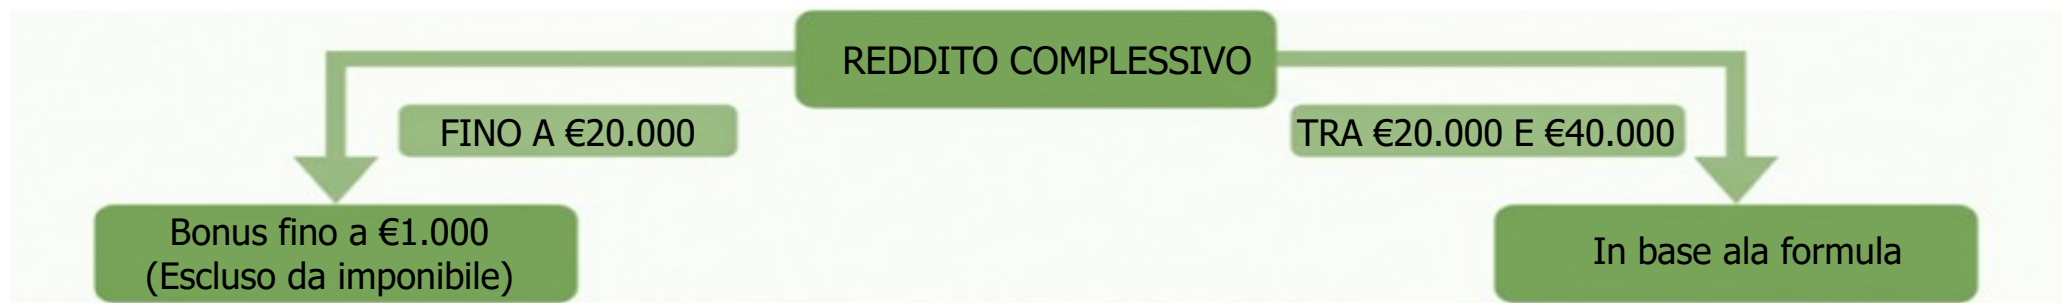 REDDITO COMPLESSIVO
FINO A €20.000
TRA €20.000 E €40.000
Bonus fino a €1.000
(Escluso da imponibile)
In base ala formula